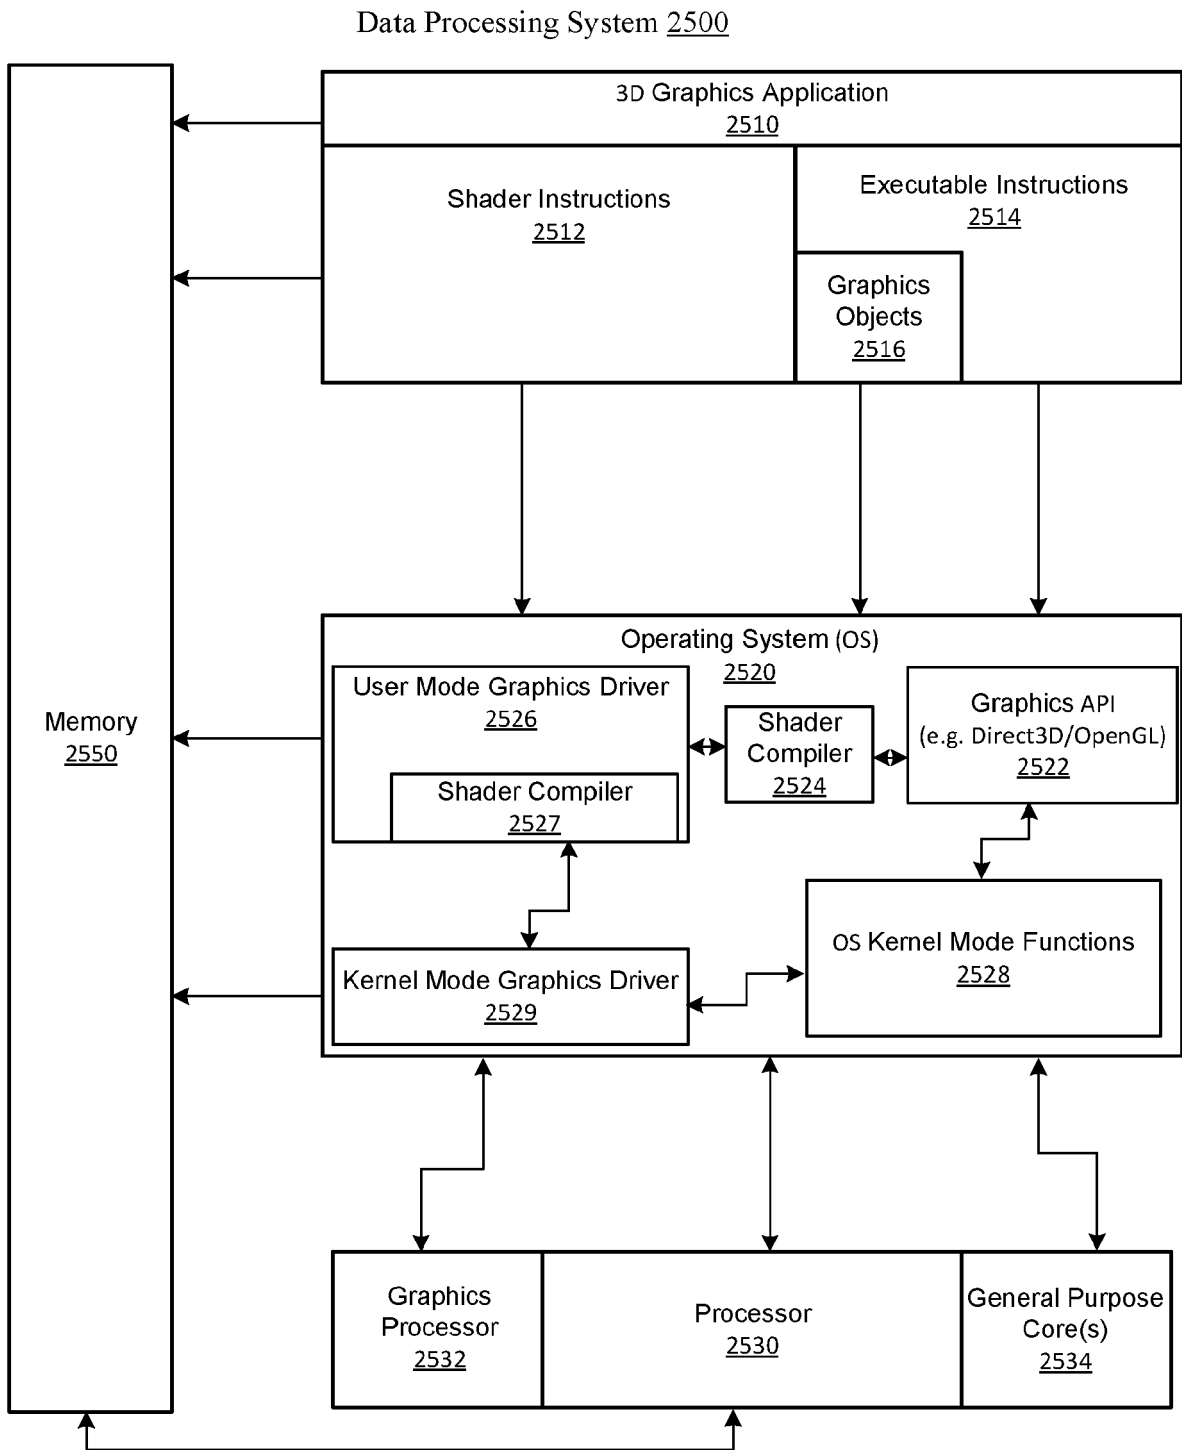 Data Processing System 2500
3D Graphics Application
2510
Shader Instructions
2512
Executable Instructions
2514
Graphics
Objects
2516
Memory
2550
Operating System (OS)
2520
User Mode Graphics Driver
2526
Shader Compiler
2527
Shader
Compiler
2524
Graphics API
(e.g. Direct3D/OpenGL)
2522
Kernel Mode Graphics Driver
2529
OS Kernel Mode Functions
2528
Graphics
Processor
2532
Processor
2530
General Purpose
Core(s)
2534